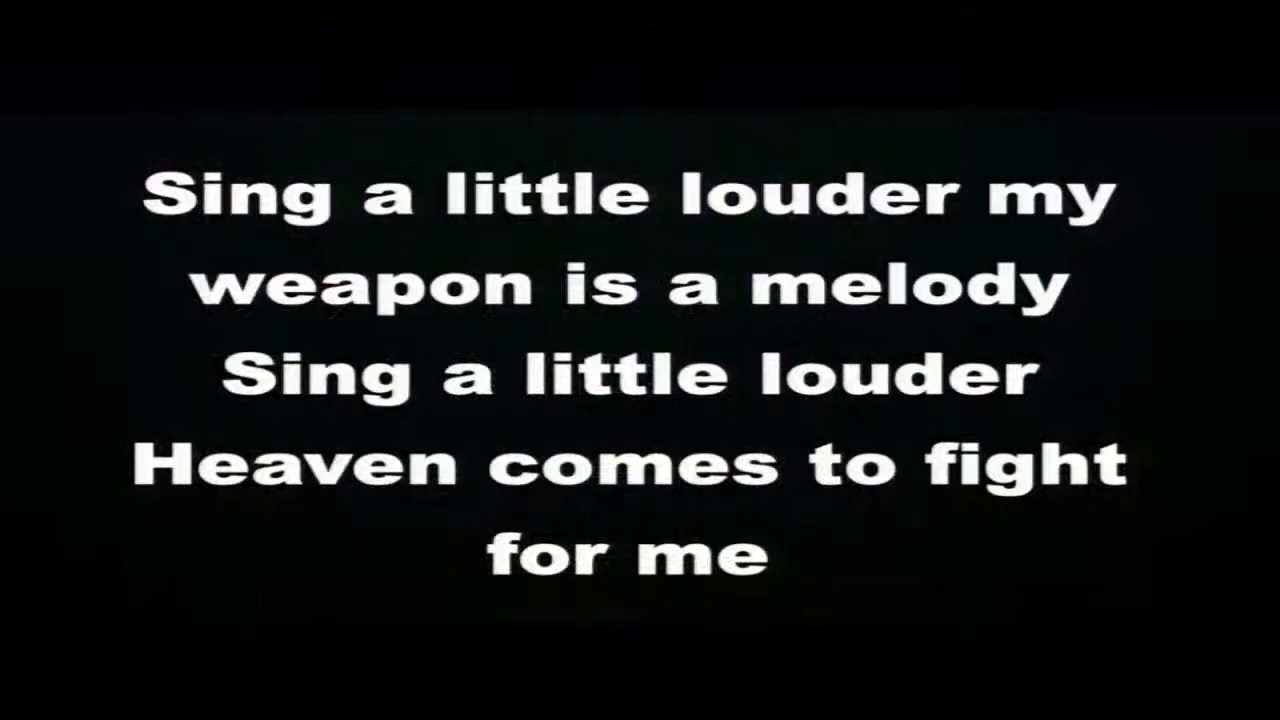 Sing a little louder my
weapon is a melody
Sing a little louder
Heaven comes to fight
for me